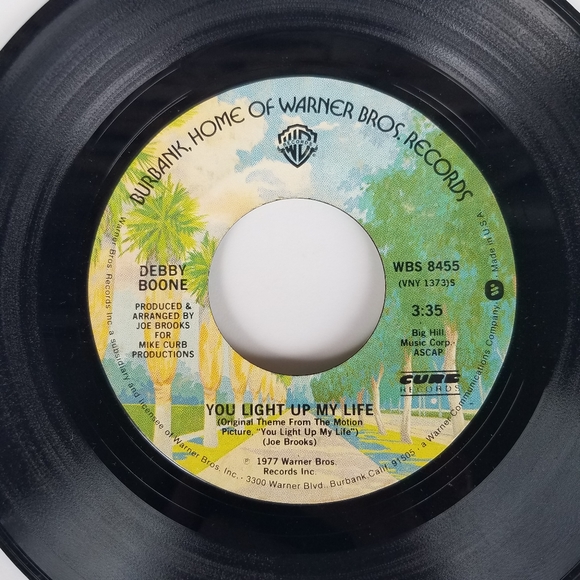 BURBANK, HOME OF WARNER BROS. RECORDS
W
RECORDS
DEBBY
BOONE
PRODUCED &
ARRANGED BY
JOE BROOKS
FOR
MIKE CURB
PRODUCTIONS
WBS 8455
(VNY 1373)S
3:35
Big Hill
Music Corp.-
ASCAP
CURB
RECORDS
YOU LIGHT UP MY LIFE
(Original Theme From The Motion
Picture, "You Light Up My Life")
(Joe Brooks)
℗ 1977 Warner Bros.
Records Inc.
Warner Bros. Records Inc., a subsidiary and licensee of Warner Bros. Inc. - 3300 Warner Blvd., Burbank, Calif. 91505 - a Warner Communications Company. Made in U.S.A.